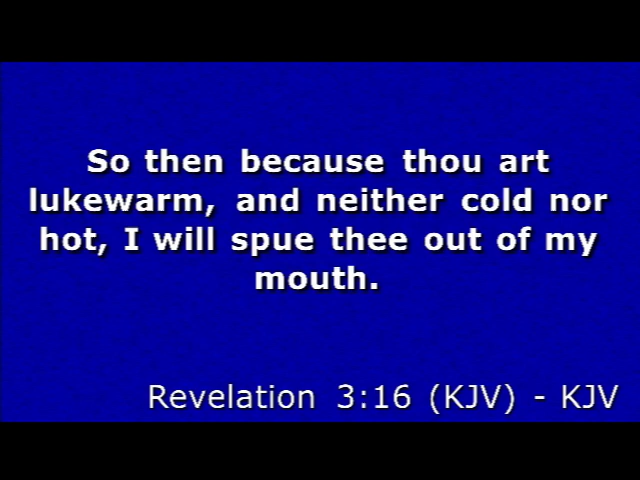 So then because thou art
lukewarm, and neither cold nor
hot, I will spue thee out of my
mouth.
Revelation 3:16 (KJV) - KJV